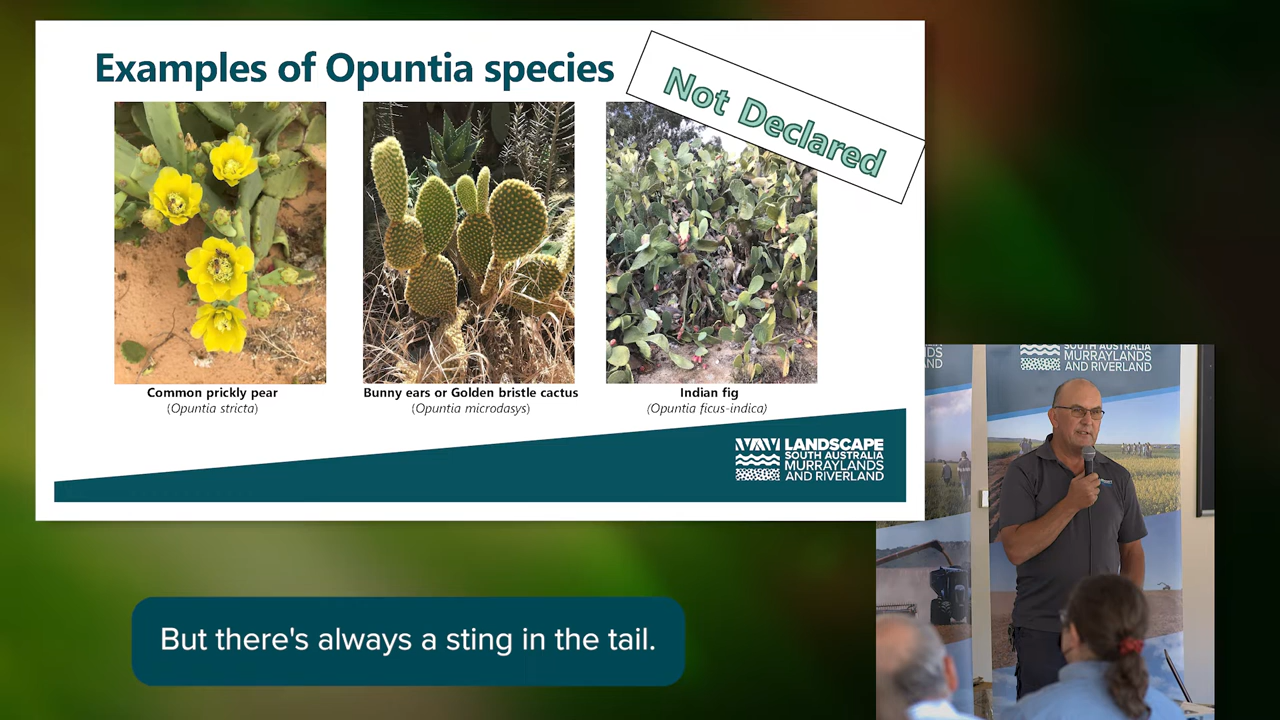 Examples of Opuntia species
Not Declared
Common prickly pear
(Opuntia stricta)
Bunny ears or Golden bristle cactus
(Opuntia microdasys)
Indian fig
(Opuntia ficus-indica)
LANDSCAPE
SOUTH AUSTRALIA
MURRAYLANDS
AND RIVERLAND
SOUTH AUSTRALIA
MURRAYLANDS
AND RIVERLAND
But there's always a sting in the tail.